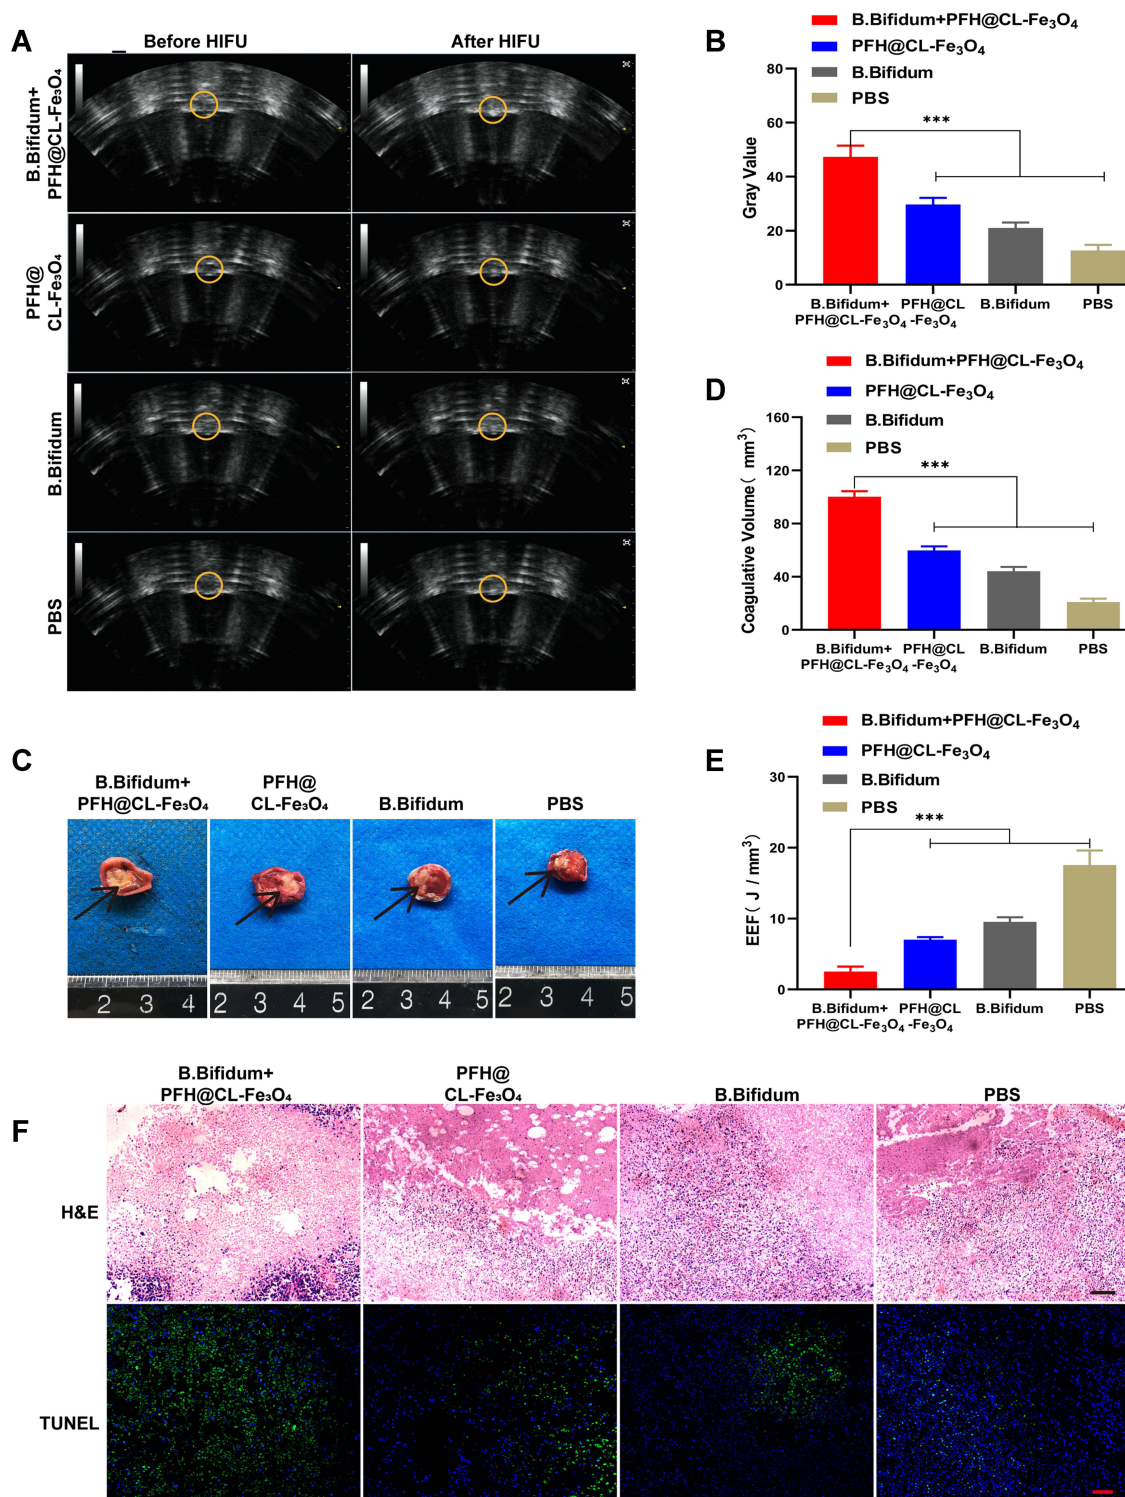 A
Before HIFU
After HIFU
B.Bifidum+
PFH@CL-Fe₃O₄
PFH@
CL-Fe₃O₄
B.Bifidum
PBS
B
B.Bifidum+PFH@CL-Fe₃O₄
PFH@CL-Fe₃O₄
B.Bifidum
PBS
80
60
40
20
0
Gray Value
***
B.Bifidum+
PFH@CL-Fe₃O₄
PFH@CL
-Fe₃O₄
B.Bifidum
PBS
D
B.Bifidum+PFH@CL-Fe₃O₄
PFH@CL-Fe₃O₄
B.Bifidum
PBS
160
120
80
40
0
Coagulative Volume( mm³)
***
B.Bifidum+
PFH@CL-Fe₃O₄
PFH@CL
-Fe₃O₄
B.Bifidum
PBS
C
B.Bifidum+
PFH@CL-Fe₃O₄
PFH@
CL-Fe₃O₄
B.Bifidum
PBS
2 3 4
2 3 4 5
2 3 4 5
2 3 4 5
E
B.Bifidum+PFH@CL-Fe₃O₄
PFH@CL-Fe₃O₄
B.Bifidum
PBS
30
20
10
0
EEF( J / mm³)
***
B.Bifidum+
PFH@CL-Fe₃O₄
PFH@CL
-Fe₃O₄
B.Bifidum
PBS
F
B.Bifidum+
PFH@CL-Fe₃O₄
PFH@
CL-Fe₃O₄
B.Bifidum
PBS
H&E
TUNEL